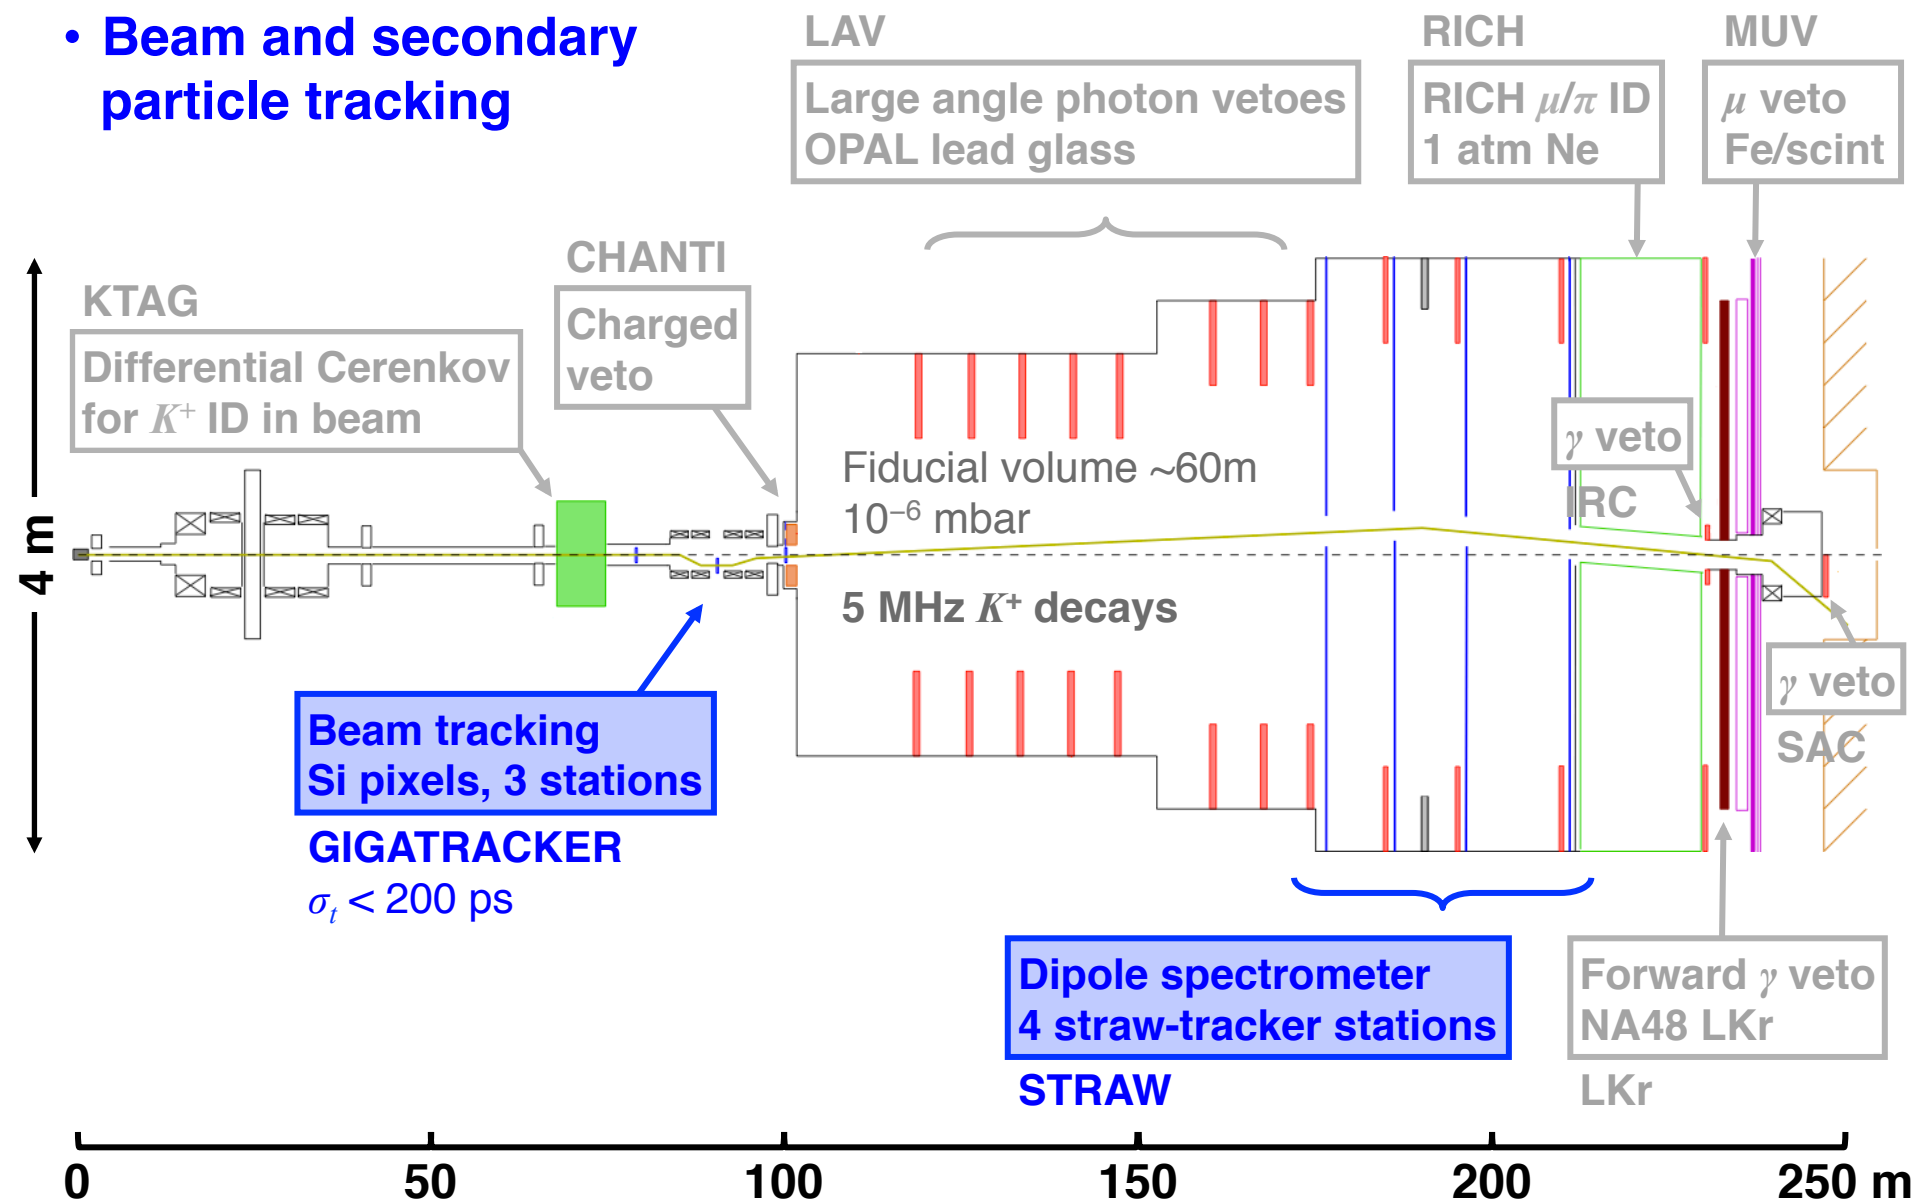 • Beam and secondary
particle tracking
LAV
Large angle photon vetoes
OPAL lead glass
RICH
RICH μ/π ID
1 atm Ne
MUV
μ veto
Fe/scint
CHANTI
Charged
veto
KTAG
Differential Cerenkov
for K⁺ ID in beam
4 m
Fiducial volume ~60m
10⁻⁶ mbar
5 MHz K⁺ decays
γ veto
IRC
γ veto
SAC
Beam tracking
Si pixels, 3 stations
GIGATRACKER
σₜ < 200 ps
Dipole spectrometer
4 straw-tracker stations
STRAW
Forward γ veto
NA48 LKr
LKr
0 50 100 150 200 250 m